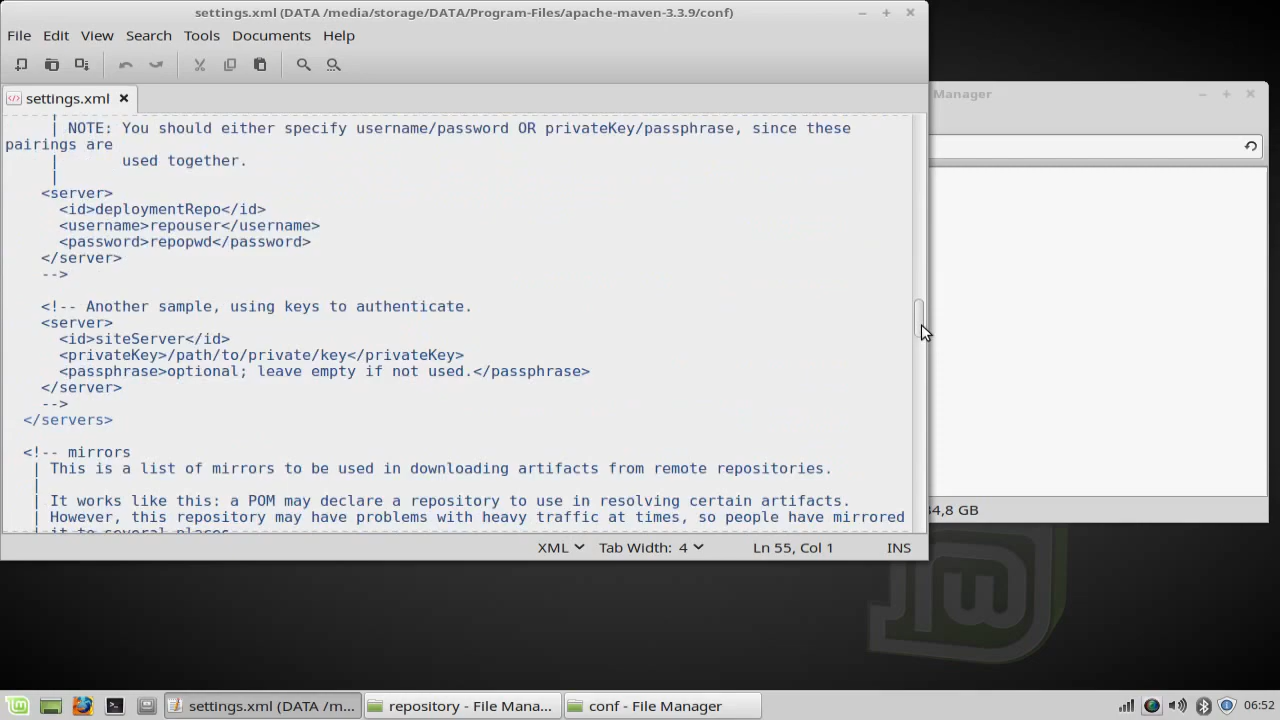 settings.xml (DATA /media/storage/DATA/Program-Files/apache-maven-3.3.9/conf)
File Edit View Search Tools Documents Help
Manager
settings.xml
| NOTE: You should either specify username/password OR privateKey/passphrase, since these
pairings are
| used together.
|
<server>
<id>deploymentRepo</id>
<username>repouser</username>
<password>repopwd</password>
</server>
-->
<!-- Another sample, using keys to authenticate.
<server>
<id>siteServer</id>
<privateKey>/path/to/private/key</privateKey>
<passphrase>optional; leave empty if not used.</passphrase>
</server>
-->
</servers>
<!-- mirrors
| This is a list of mirrors to be used in downloading artifacts from remote repositories.
|
| It works like this: a POM may declare a repository to use in resolving certain artifacts.
| However, this repository may have problems with heavy traffic at times, so people have mirrored
| it to several places.
34,8 GB
XML Tab Width: 4 Ln 55, Col 1 INS
settings.xml (DATA /m...
repository - File Mana...
conf - File Manager
06:52